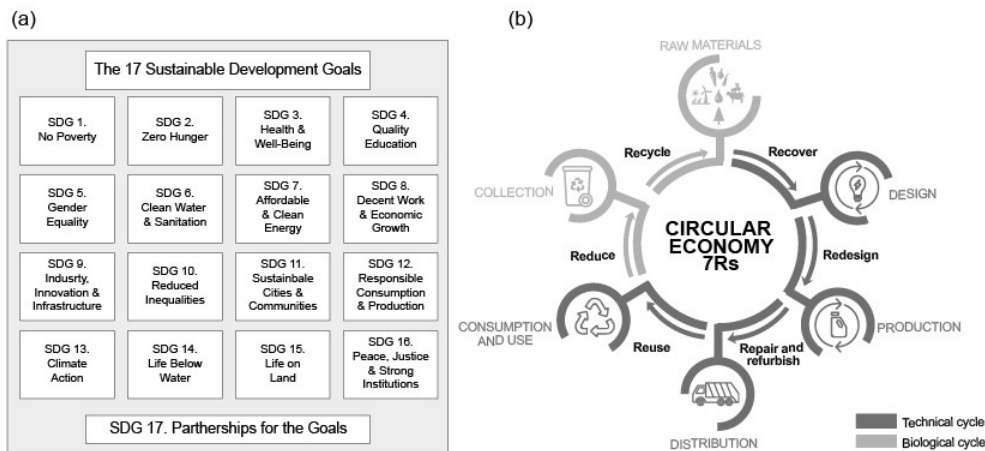 (a)
The 17 Sustainable Development Goals
SDG 1.
No Poverty
SDG 2.
Zero Hunger
SDG 3.
Health &
Well-Being
SDG 4.
Quality
Education
SDG 5.
Gender
Equality
SDG 6.
Clean Water
& Sanitation
SDG 7.
Affordable
& Clean
Energy
SDG 8.
Decent Work
& Economic
Growth
SDG 9.
Indusrty,
Innovation &
Infrastructure
SDG 10.
Reduced
Inequalities
SDG 11.
Sustainbale
Cities &
Communities
SDG 12.
Responsible
Consumption
& Production
SDG 13.
Climate
Action
SDG 14.
Life Below
Water
SDG 15.
Life on
Land
SDG 16.
Peace, Justice
& Strong
Institutions
SDG 17. Partherships for the Goals
(b)
RAW MATERIALS
Recycle
Recover
COLLECTION
DESIGN
CIRCULAR
ECONOMY
7Rs
Reduce
Redesign
CONSUMPTION
AND USE
PRODUCTION
Reuse
Repair and
refurbish
DISTRIBUTION
Technical cycle
Biological cycle